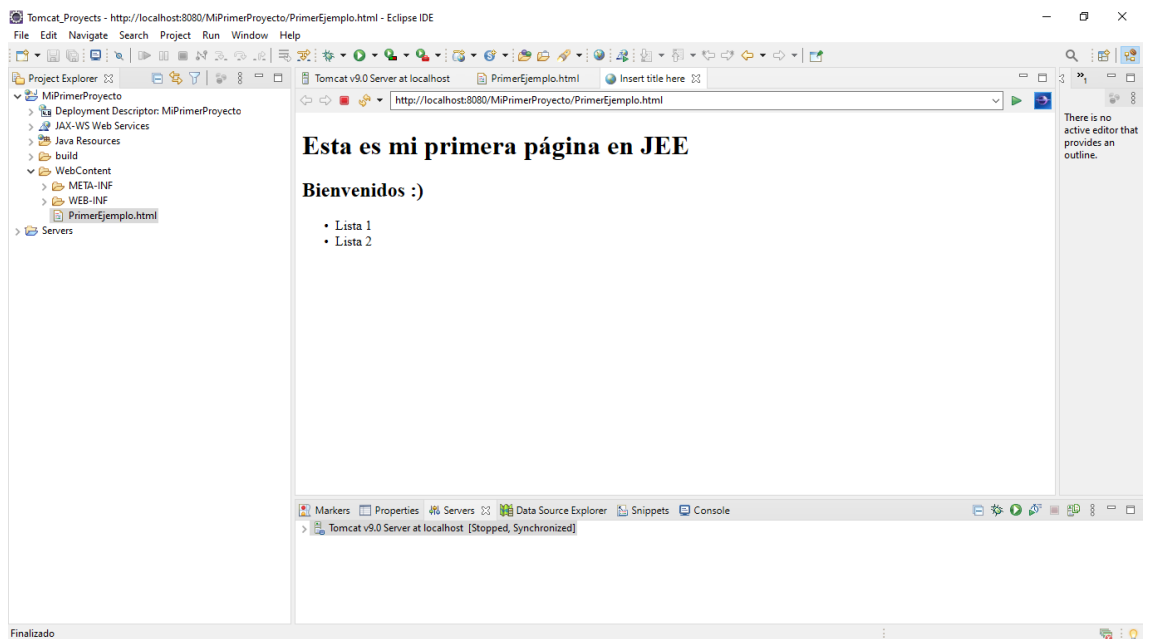 Tomcat_Proyects - http://localhost:8080/MiPrimerProyecto/PrimerEjemplo.html - Eclipse IDE
File Edit Navigate Search Project Run Window Help
Project Explorer
MiPrimerProyecto
Deployment Descriptor: MiPrimerProyecto
JAX-WS Web Services
Java Resources
build
WebContent
META-INF
WEB-INF
PrimerEjemplo.html
Servers
Tomcat v9.0 Server at localhost PrimerEjemplo.html Insert title here
http://localhost:8080/MiPrimerProyecto/PrimerEjemplo.html
Esta es mi primera página en JEE
Bienvenidos :)
• Lista 1
• Lista 2
There is no
active editor that
provides an
outline.
Markers Properties Servers Data Source Explorer Snippets Console
Tomcat v9.0 Server at localhost [Stopped, Synchronized]
Finalizado